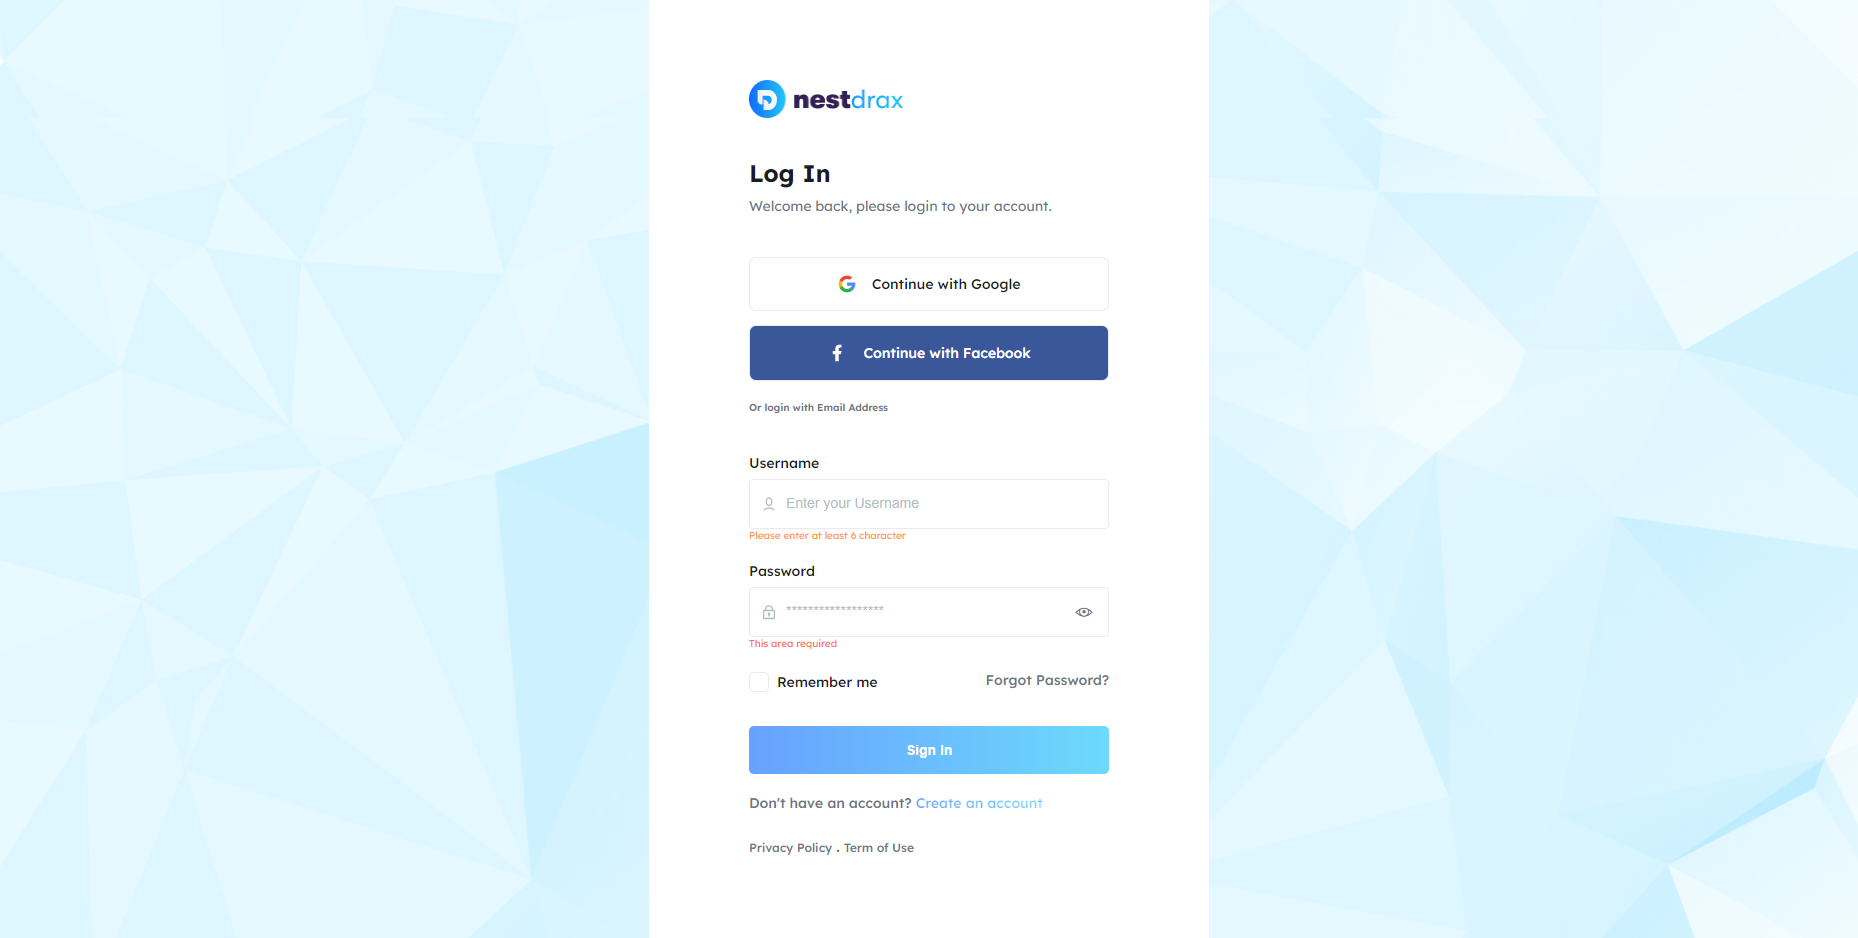 nestdrax
Log In
Welcome back, please login to your account.
Continue with Google
Continue with Facebook
Or login with Email Address
Username
Enter your Username
Please enter at least 6 character
Password
******************
This area required
Remember me
Forgot Password?
Sign In
Don't have an account? Create an account
Privacy Policy . Term of Use